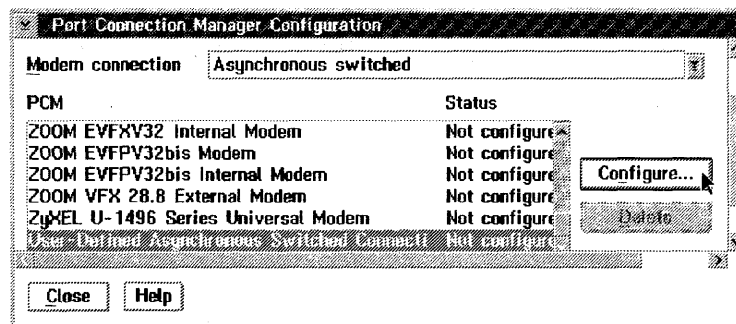 Port Connection Manager Configuration
Modem connection Asynchronous switched
PCM Status
ZOOM EVFXV32 Internal Modem Not configure
ZOOM EVFPV32bis Modem Not configure
ZOOM EVFPV32bis Internal Modem Not configure
ZOOM VFX 28.8 External Modem Not configure
ZyXEL U-1496 Series Universal Modem Not configure
User-Defined Asynchronous Switched Connecti Not configure
Configure...
Delete
Close Help